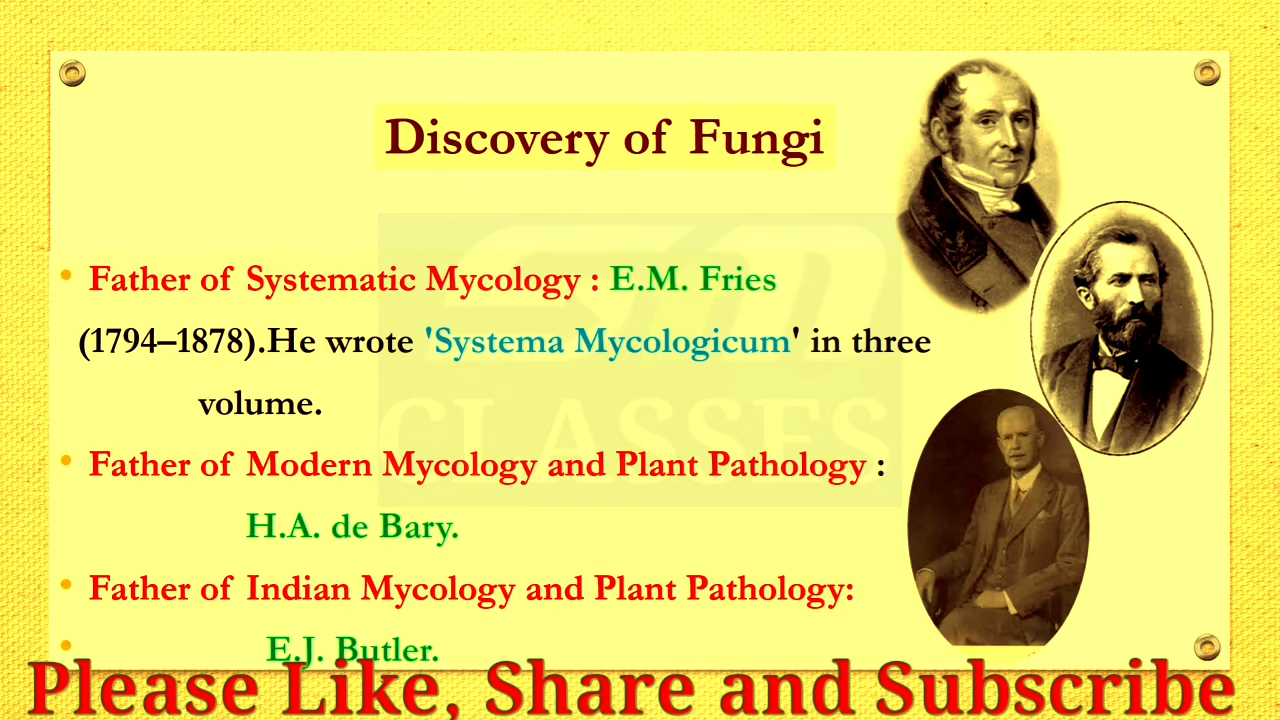 Discovery of Fungi
• Father of Systematic Mycology : E.M. Fries
(1794–1878).He wrote 'Systema Mycologicum' in three
volume.
• Father of Modern Mycology and Plant Pathology :
H.A. de Bary.
• Father of Indian Mycology and Plant Pathology:
• E.J. Butler.
CLASSES
Please Like, Share and Subscribe